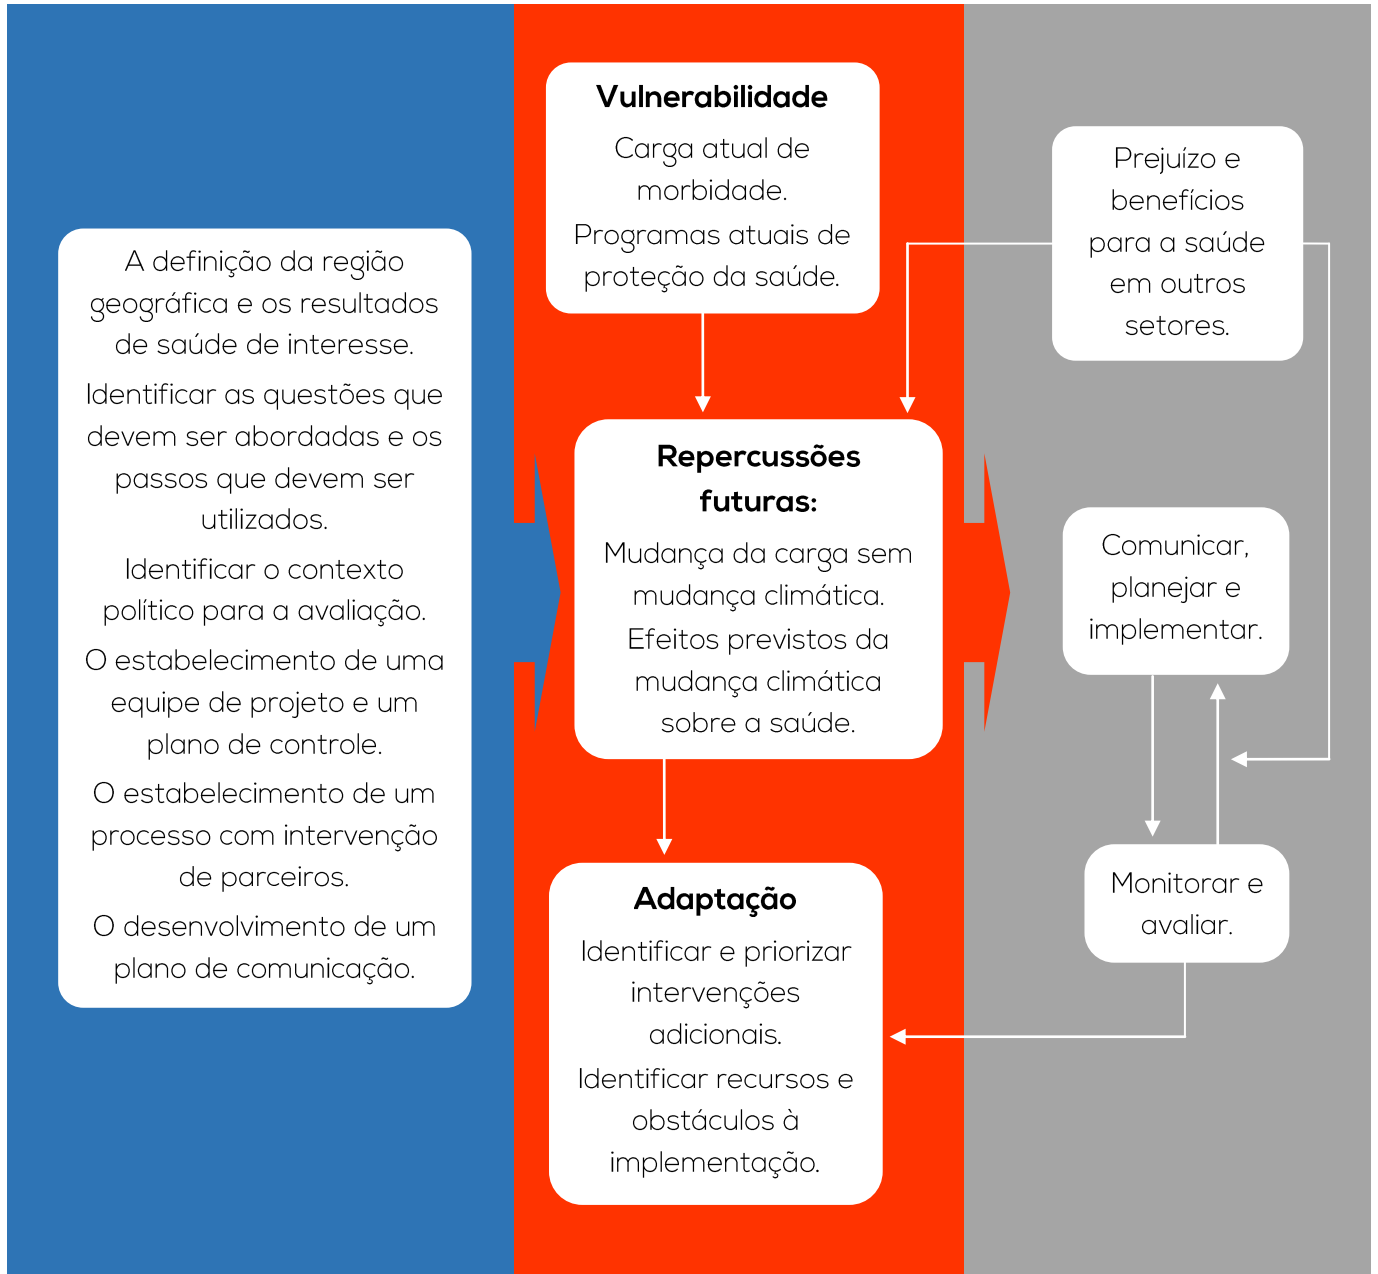 A definição da região
geográfica e os resultados
de saúde de interesse.
Identificar as questões que
devem ser abordadas e os
passos que devem ser
utilizados.
Identificar o contexto
político para a avaliação.
O estabelecimento de uma
equipe de projeto e um
plano de controle.
O estabelecimento de um
processo com intervenção
de parceiros.
O desenvolvimento de um
plano de comunicação.
Vulnerabilidade
Carga atual de
morbidade.
Programas atuais de
proteção da saúde.
Repercussões
futuras:
Mudança da carga sem
mudança climática.
Efeitos previstos da
mudança climática
sobre a saúde.
Adaptação
Identificar e priorizar
intervenções
adicionais.
Identificar recursos e
obstáculos à
implementação.
Prejuízo e
benefícios
para a saúde
em outros
setores.
Comunicar,
planejar e
implementar.
Monitorar e
avaliar.